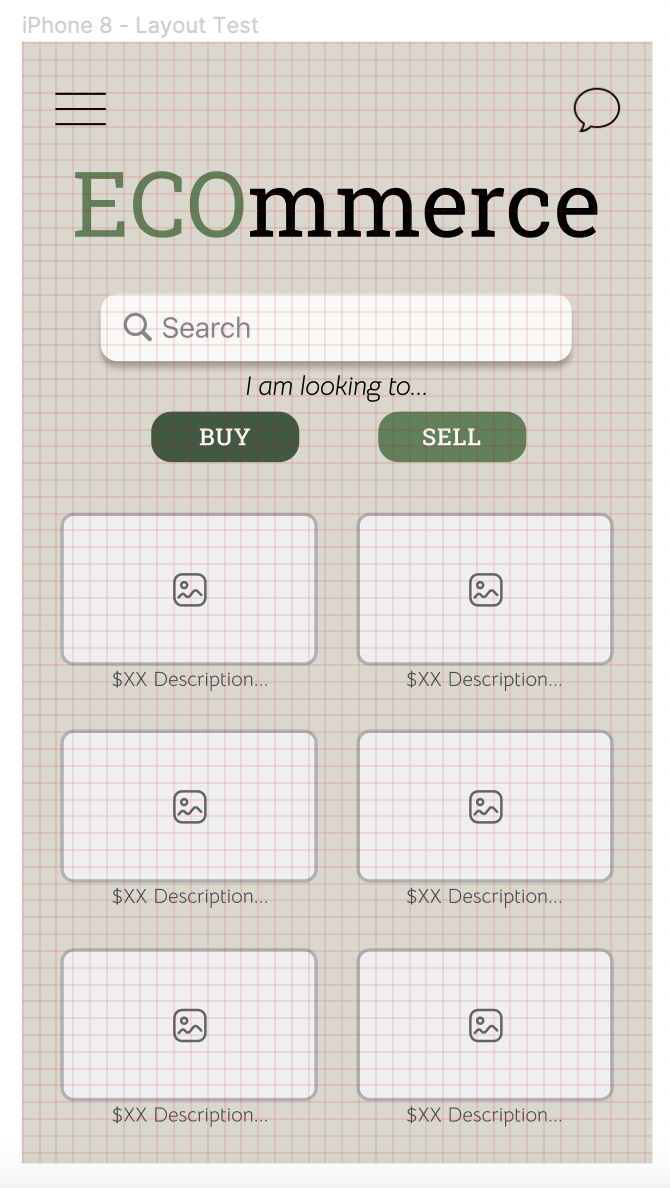 iPhone 8 - Layout Test
ECOmmerce
Search
I am looking to...
BUY SELL
$XX Description... $XX Description...
$XX Description... $XX Description...
$XX Description... $XX Description...